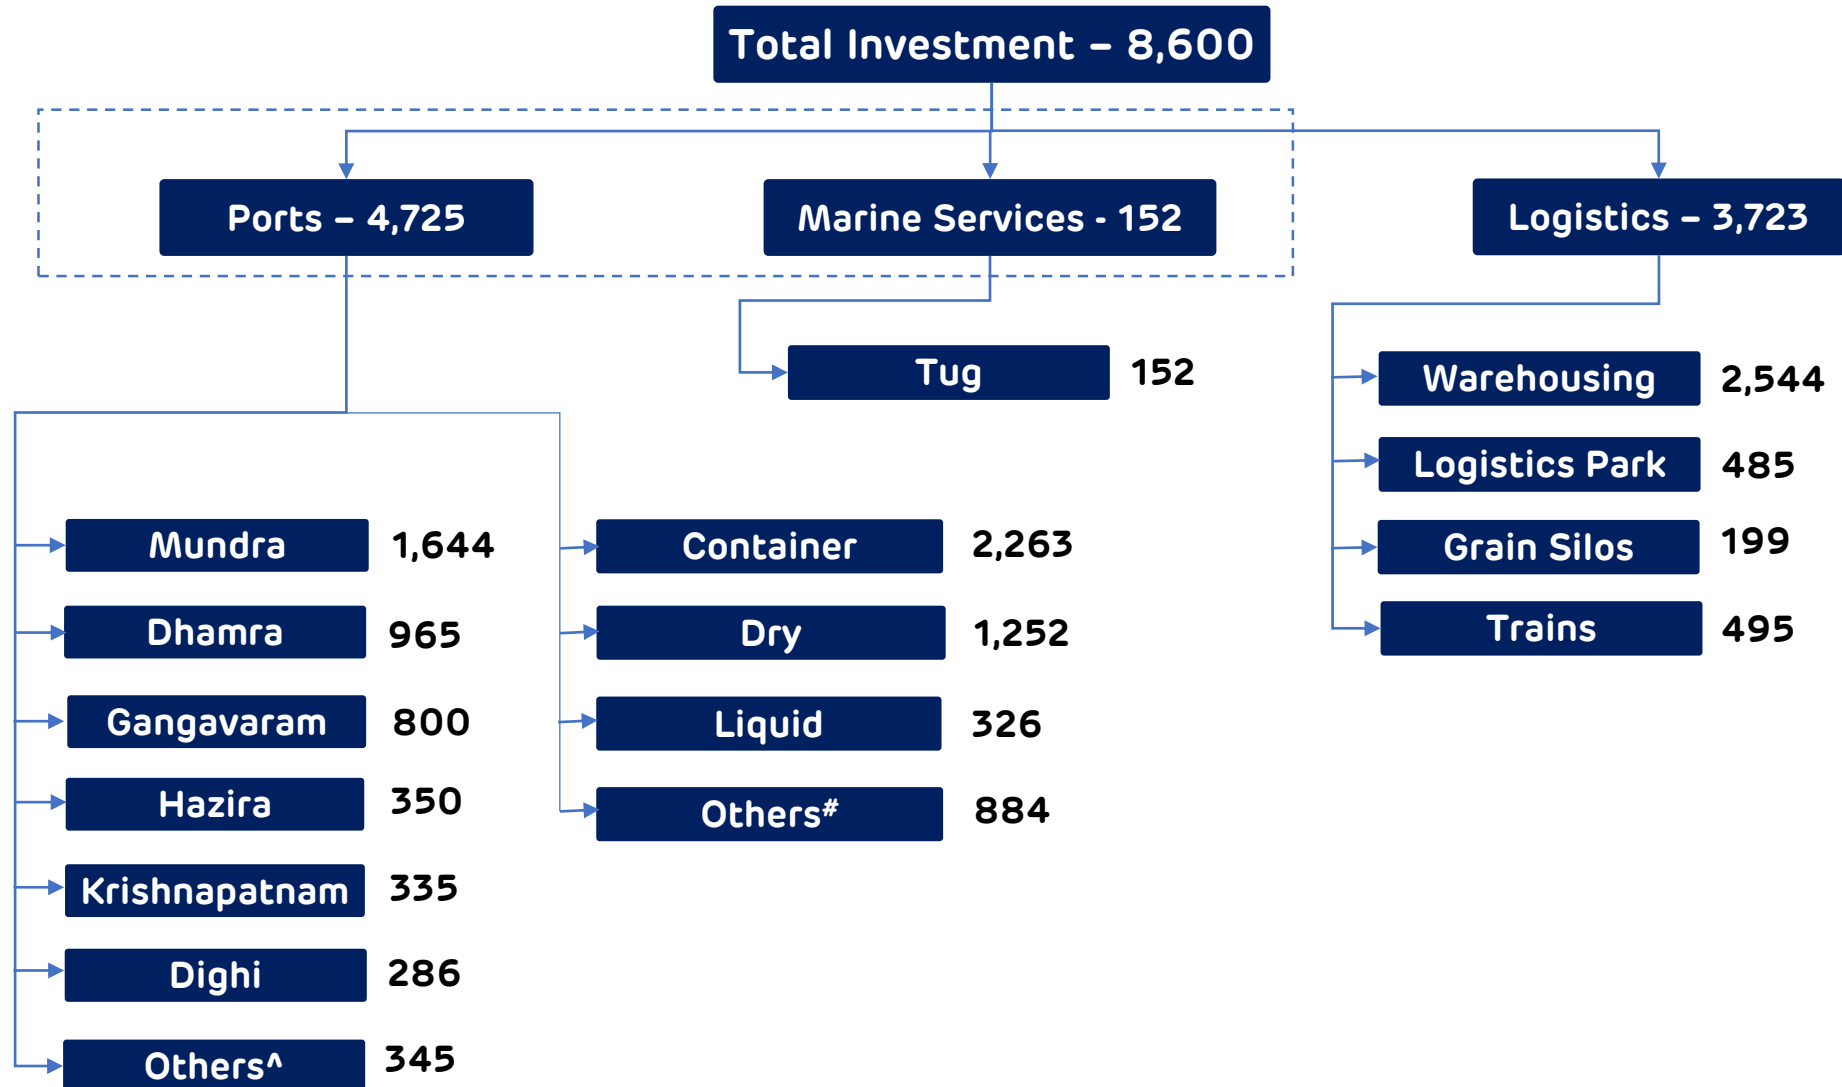 Total Investment – 8,600
Ports – 4,725
Marine Services - 152
Logistics – 3,723
Tug 152
Warehousing 2,544
Logistics Park 485
Grain Silos 199
Trains 495
Mundra 1,644
Dhamra 965
Gangavaram 800
Hazira 350
Krishnapatnam 335
Dighi 286
Others^ 345
Container 2,263
Dry 1,252
Liquid 326
Others# 884